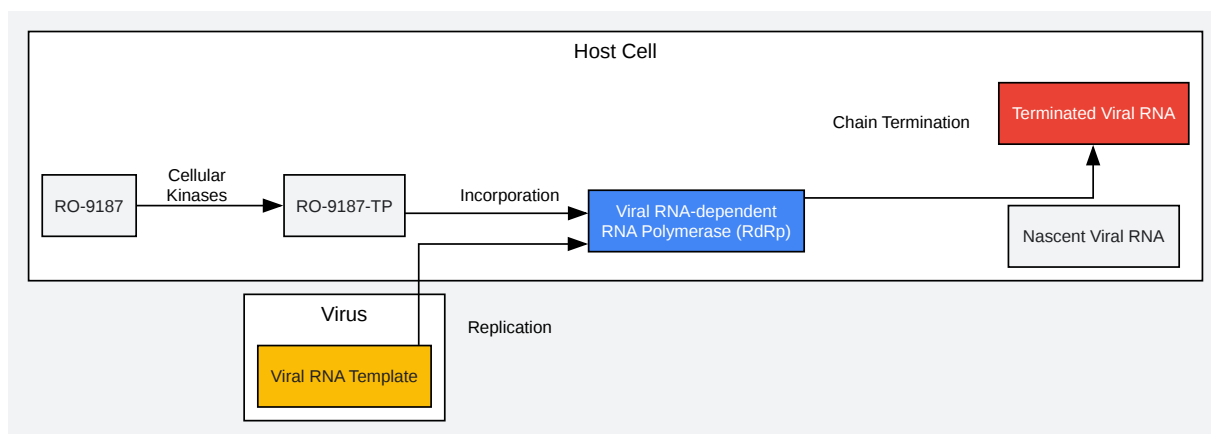 Host Cell
Chain Termination
Terminated Viral RNA
Cellular
Kinases
RO-9187
RO-9187-TP
Incorporation
Viral RNA-dependent
RNA Polymerase (RdRp)
Nascent Viral RNA
Virus
Replication
Viral RNA Template